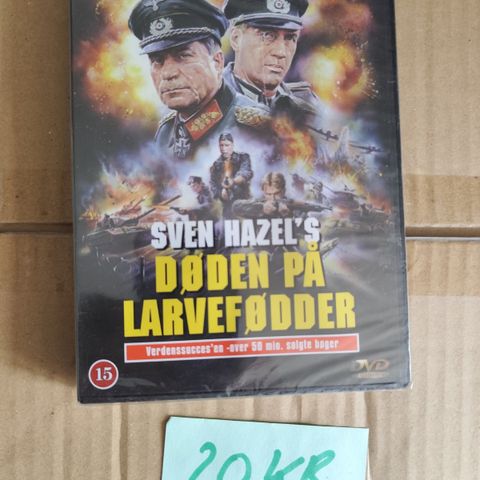 SVEN HAZEL'S
DØDEN PÅ
LARVEFØDDER
Verdenssucces'en -over 50 mio. solgte bøger
15
DVD
20 KR